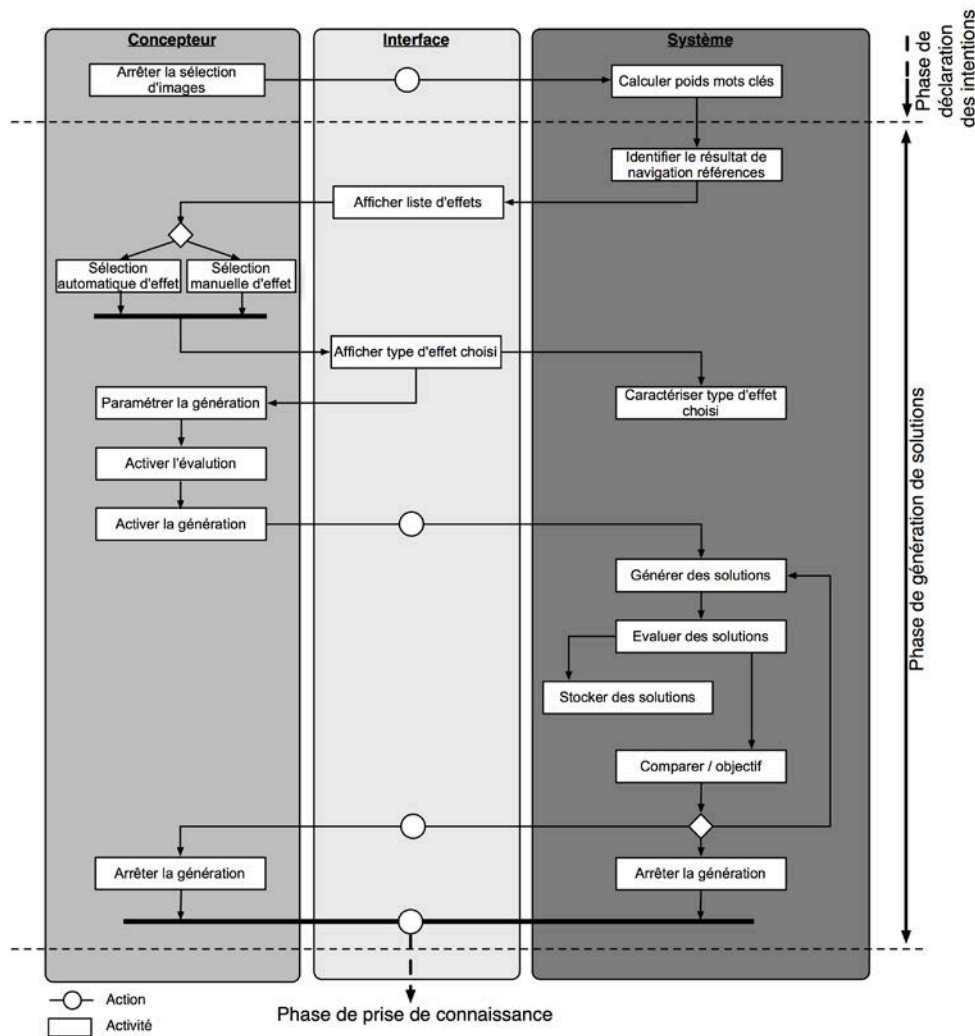 Concepteur
Interface
Système
Phase de
déclaration
des intentions
Arrêter la sélection
d'images
Calculer poids mots clés
Identifier le résultat de
navigation références
Afficher liste d'effets
Sélection
automatique d'effet
Sélection
manuelle d'effet
Afficher type d'effet choisi
Paramétrer la génération
Caractériser type d'effet
choisi
Activer l'évaluation
Activer la génération
Générer des solutions
Evaluer des solutions
Stocker des solutions
Comparer / objectif
Arrêter la génération
Arrêter la génération
Phase de génération de solutions
Phase de prise de connaissance
Action
Activité